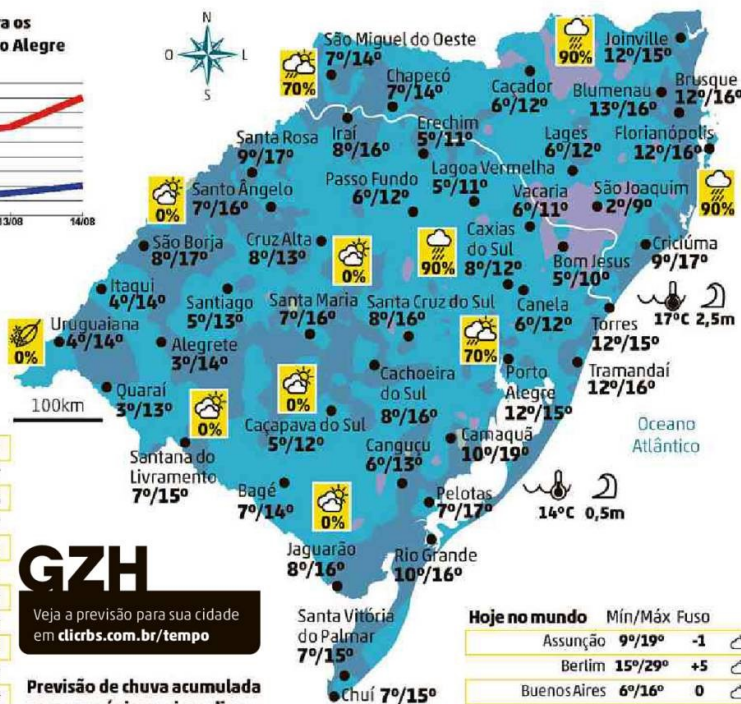 ra os
o Alegre
13/08
14/08
N
O
L
S
São Miguel do Oeste
7º/14º
70%
Chapecó
7º/14º
Caçador
6º/12º
90%
Joinville
12º/15º
Blumenau
13º/16º
Brusque
12º/16º
Santa Rosa
9º/17º
Iraí
8º/16º
Erechim
5º/11º
Lages
6º/12º
Florianópolis
12º/16º
Lagoa Vermelha
5º/11º
Passo Fundo
6º/12º
0%
Santo Ângelo
7º/16º
Vacaria
6º/11º
São Joaquim
2º/9º
90%
São Borja
8º/17º
Cruz Alta
8º/13º
0%
90%
Caxias
do Sul
8º/12º
Bom Jesus
5º/10º
Criciúma
9º/17º
Itaqui
4º/14º
Santiago
5º/13º
Santa Maria
7º/16º
Santa Cruz do Sul
8º/16º
Canela
6º/12º
17ºC 2,5m
Torres
12º/15º
0%
Uruguaiana
4º/14º
Alegrete
3º/14º
70%
Porto
Alegre
12º/15º
Tramandaí
12º/16º
Quaraí
3º/13º
100km
0%
0%
Cachoeira
do Sul
8º/16º
Caçapava do Sul
5º/12º
Oceano
Atlântico
Santana do
Livramento
7º/15º
Canguçu
6º/13º
Camaquã
10º/19º
Bagé
7º/14º
0%
Pelotas
7º/17º
14ºC 0,5m
Jaguarão
8º/16º
Rio Grande
10º/16º
GZH
Veja a previsão para sua cidade
em clicrbs.com.br/tempo
Santa Vitória
do Palmar
7º/15º
Chuí 7º/15º
Hoje no mundo Mín/Máx Fuso
Assunção 9º/19º -1
Berlim 15º/29º +5
Buenos Aires 6º/16º 0
Previsão de chuva acumulada